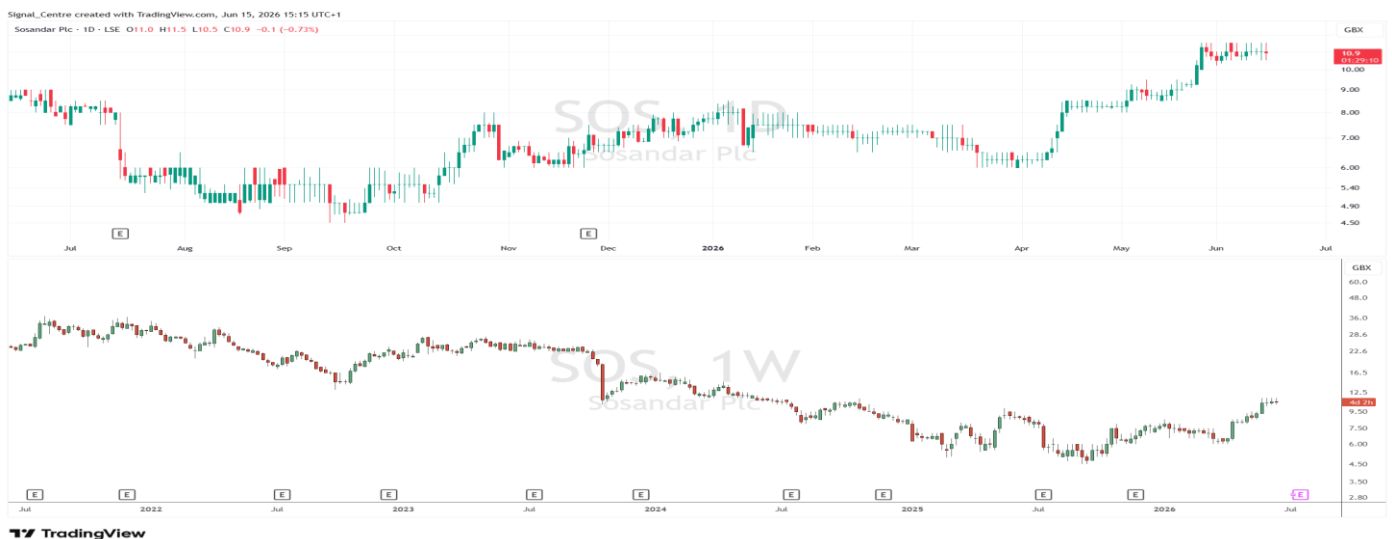 Signal_Centre created with TradingView.com, Jun 15, 2026 15:15 UTC+1
Sosandar Plc · 1D · LSE O11.0 H11.5 L10.5 C10.9 −0.1 (−0.73%)
GBX
10.9
01:29:10
10.00
9.00
8.00
7.00
6.00
5.40
4.90
4.50
SOS., 1D
Sosandar Plc
E E
Jul Aug Sep Oct Nov Dec 2026 Feb Mar Apr May Jun Jul
GBX
60.0
48.0
36.0
28.6
22.6
16.5
12.5
4d 2h
9.50
7.50
6.00
4.50
3.50
2.80
SOS., 1W
Sosandar Plc
E E E E E E E E E E E
Jul 2022 Jul 2023 Jul 2024 Jul 2025 Jul 2026 Jul
TradingView